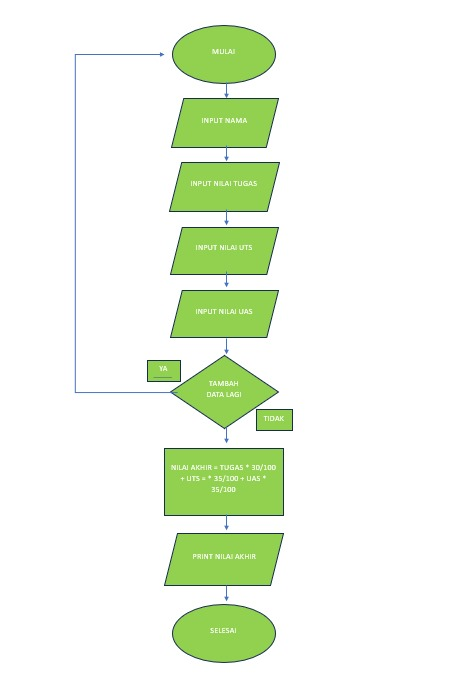 MULAI
INPUT NAMA
INPUT NILAI TUGAS
INPUT NILAI UTS
INPUT NILAI UAS
YA
TAMBAH
DATA LAGI
TIDAK
NILAI AKHIR = TUGAS * 30/100
+ UTS = * 35/100 + UAS *
35/100
PRINT NILAI AKHIR
SELESAI